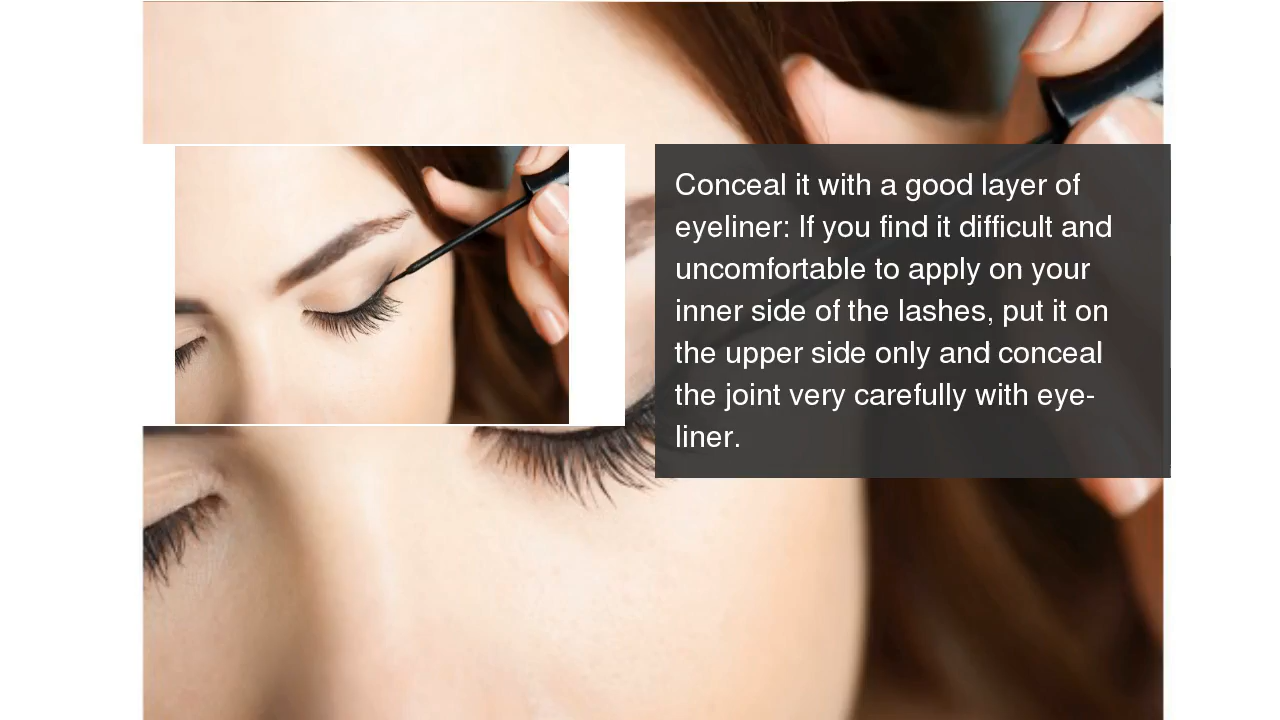 Conceal it with a good layer of
eyeliner: If you find it difficult and
uncomfortable to apply on your
inner side of the lashes, put it on
the upper side only and conceal
the joint very carefully with eye-
liner.